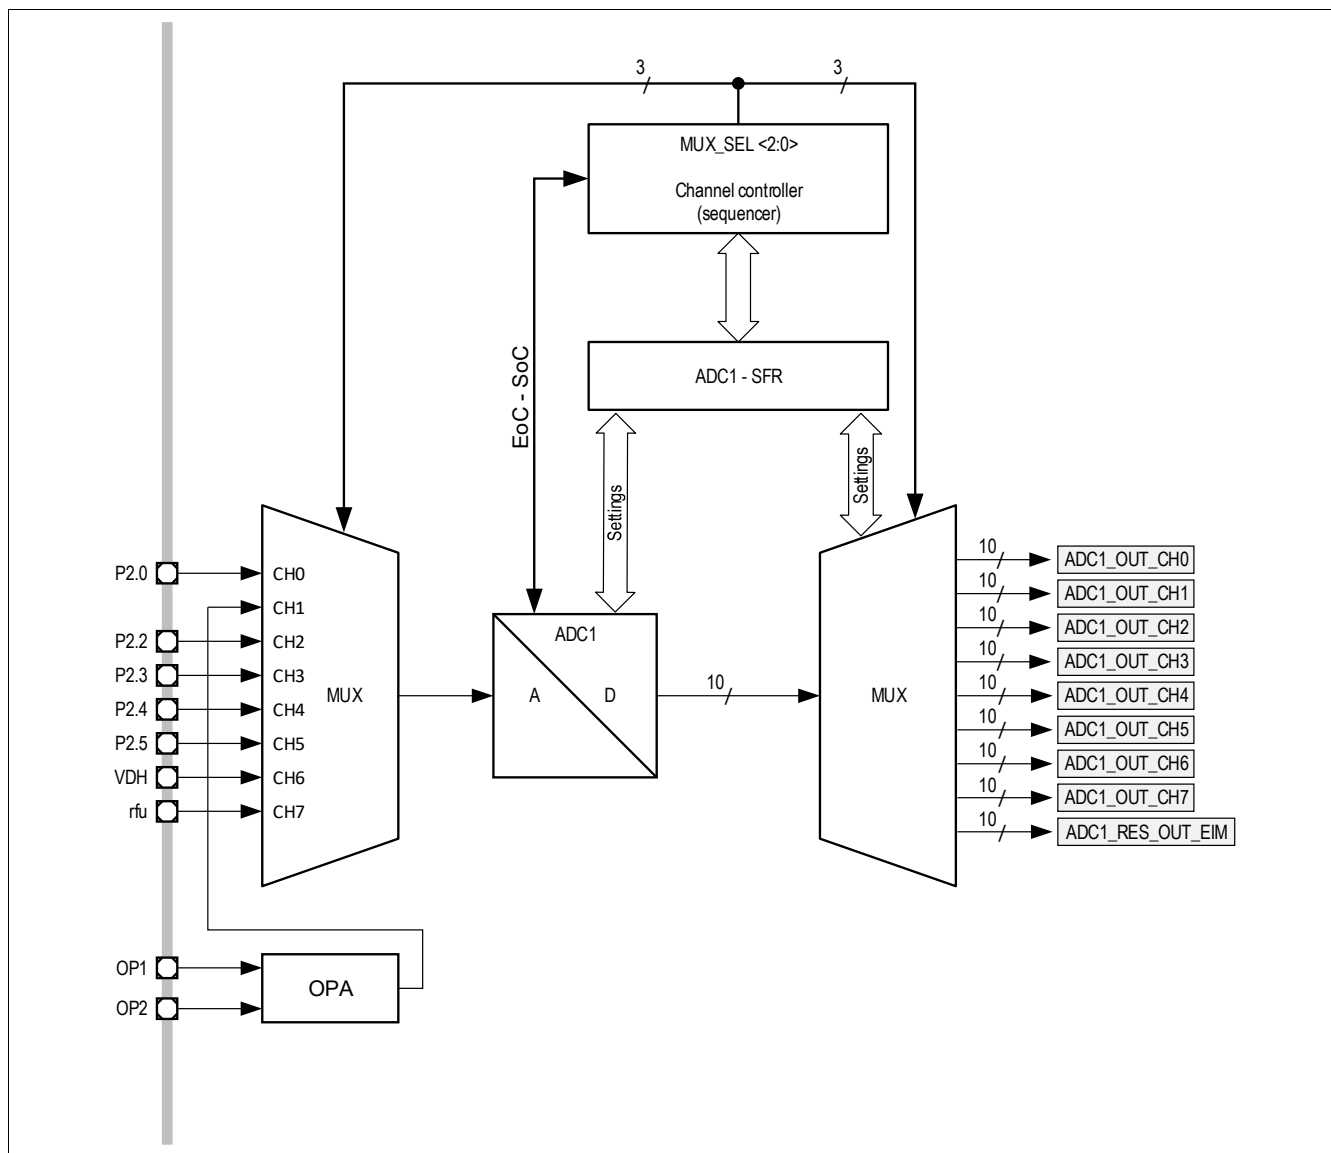 3
3
MUX_SEL <2:0>
Channel controller
(sequencer)
EoC - SoC
ADC1 - SFR
Settings
Settings
P2.0
P2.2
P2.3
P2.4
P2.5
VDH
rfu
CH0
CH1
CH2
CH3
CH4
CH5
CH6
CH7
MUX
ADC1
A
D
10
MUX
10
ADC1_OUT_CH0
10
ADC1_OUT_CH1
10
ADC1_OUT_CH2
10
ADC1_OUT_CH3
10
ADC1_OUT_CH4
10
ADC1_OUT_CH5
10
ADC1_OUT_CH6
10
ADC1_OUT_CH7
10
ADC1_RES_OUT_EIM
OP1
OP2
OPA